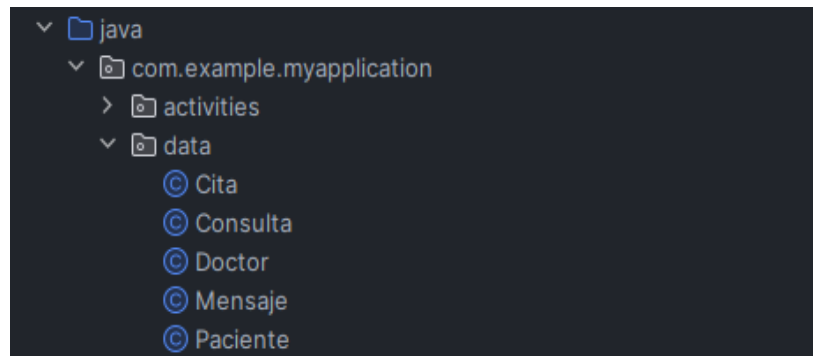 java
com.example.myapplication
activities
data
Cita
Consulta
Doctor
Mensaje
Paciente